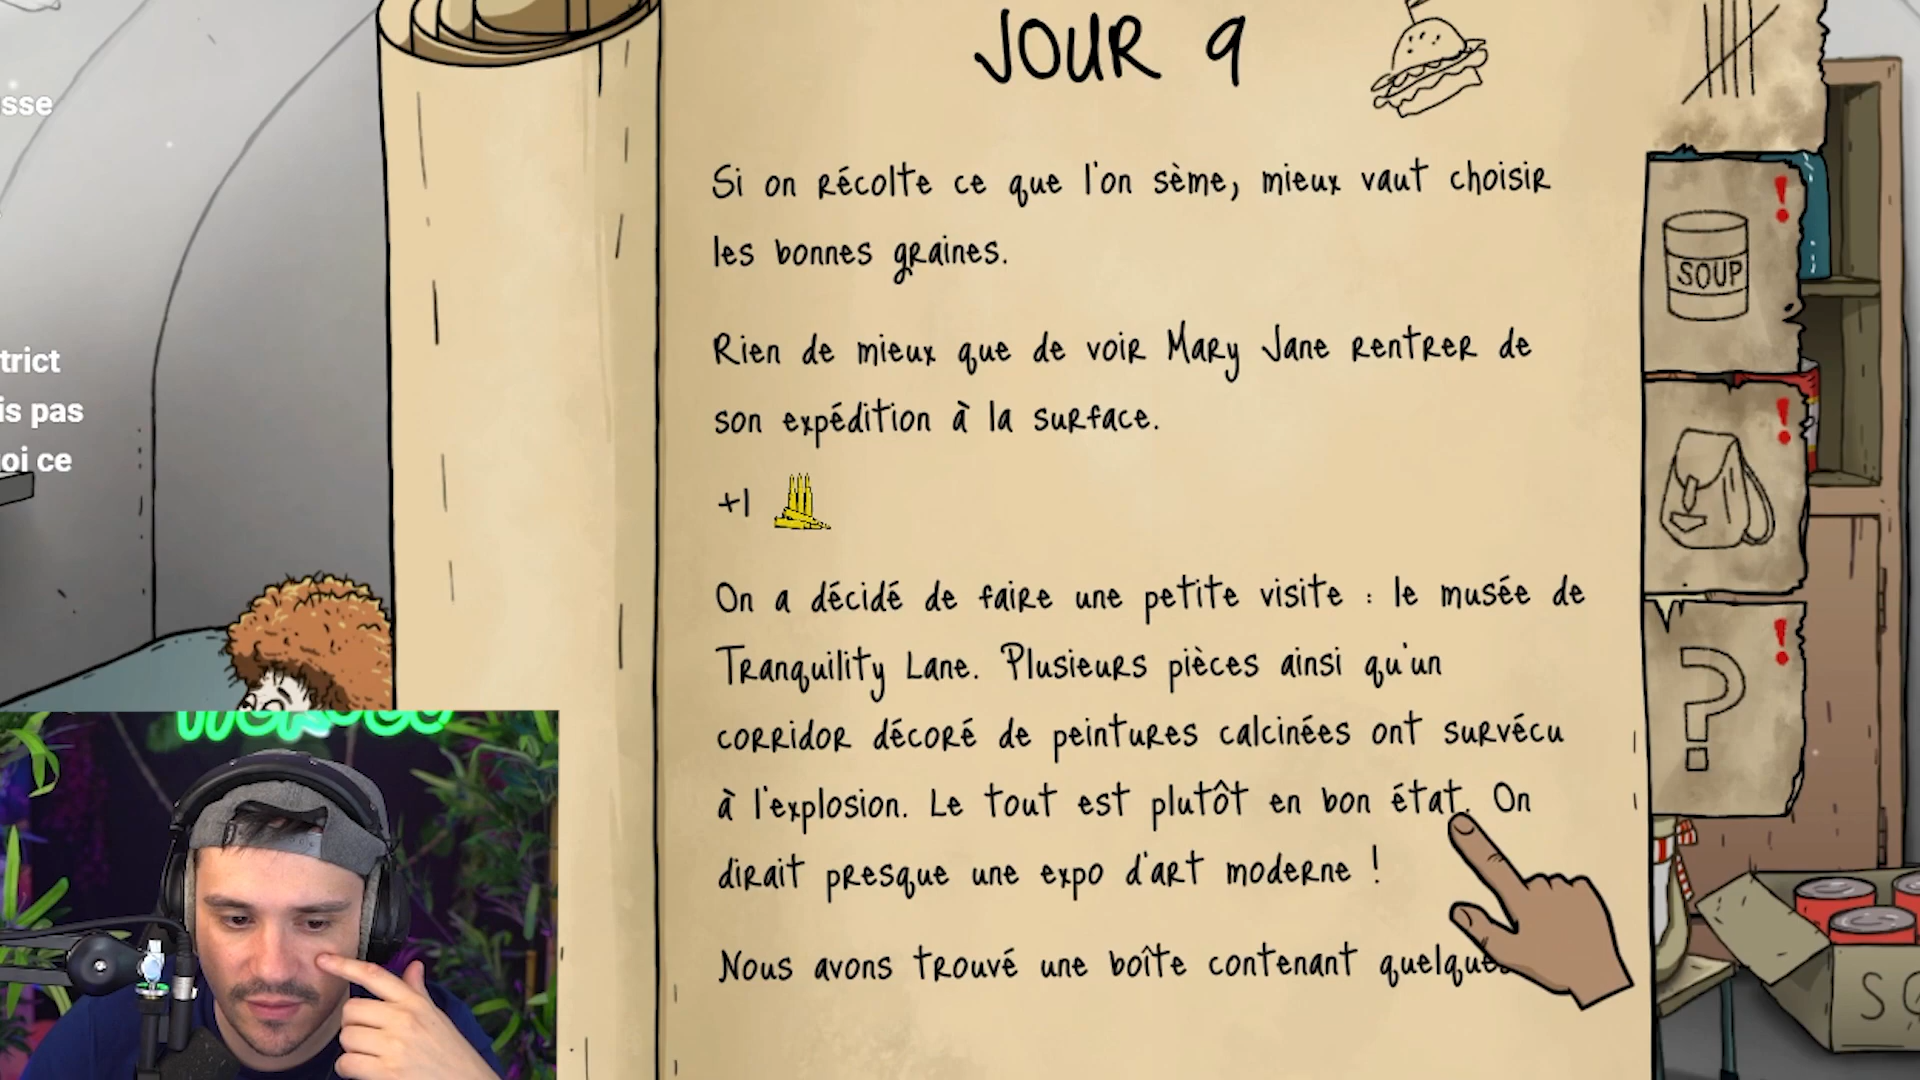 JOUR 9
Si on récolte ce que l'on sème, mieux vaut choisir
les bonnes graines.
Rien de mieux que de voir Mary Jane rentrer de
son expédition à la surface.
+1
On a décidé de faire une petite visite : le musée de
Tranquility Lane. Plusieurs pièces ainsi qu'un
corridor décoré de peintures calcinées ont survécu
à l'explosion. Le tout est plutôt en bon état. On
dirait presque une expo d'art moderne !
Nous avons trouvé une boîte contenant quelques
SOUP
!
!
!
?
sse
trict
is pas
oi ce